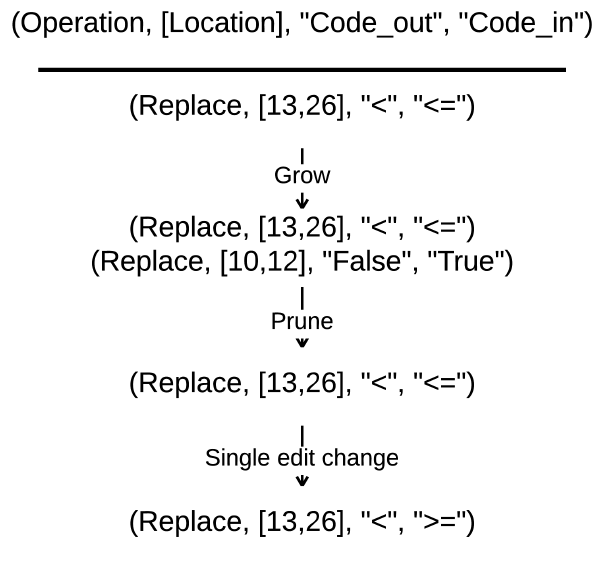 (Operation, [Location], "Code_out", "Code_in")
(Replace, [13,26], "<", "<=")
Grow
(Replace, [13,26], "<", "<=")
(Replace, [10,12], "False", "True")
Prune
(Replace, [13,26], "<", "<=")
Single edit change
(Replace, [13,26], "<", ">=")